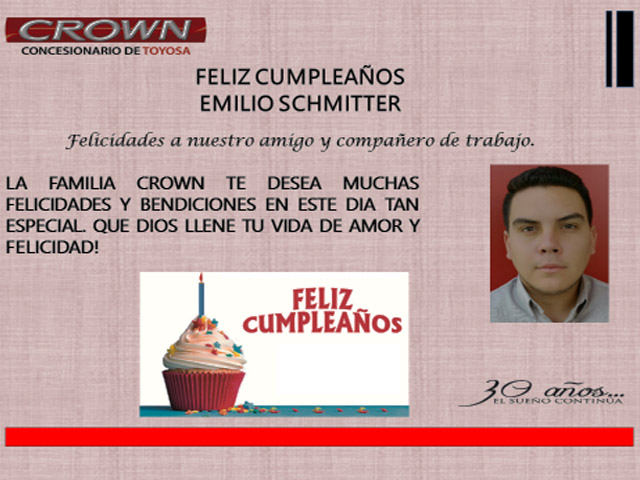 CROWN
CONCESIONARIO DE TOYOSA
FELIZ CUMPLEAÑOS
EMILIO SCHMITTER
Felicidades a nuestro amigo y compañero de trabajo.
LA FAMILIA CROWN TE DESEA MUCHAS
FELICIDADES Y BENDICIONES EN ESTE DIA TAN
ESPECIAL. QUE DIOS LLENE TU VIDA DE AMOR Y
FELICIDAD!
FELIZ
CUMPLEAÑOS
30 años...
EL SUEÑO CONTINÚA